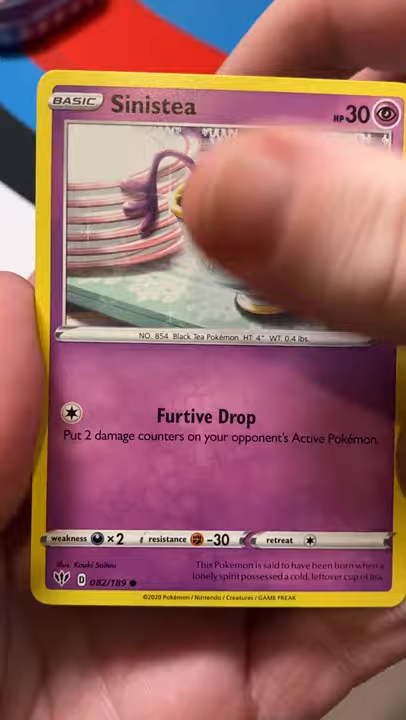 BASIC Sinistea HP 30
NO. 854 Black Tea Pokémon HT: 4" WT: 0.4 lbs.
Furtive Drop
Put 2 damage counters on your opponent's Active Pokémon.
weakness ×2 resistance -30 retreat
Illus. Kouki Saitou
This Pokémon is said to have been born when a
lonely spirit possessed a cold, leftover cup of tea.
D 082/189
©2020 Pokémon / Nintendo / Creatures / GAME FREAK